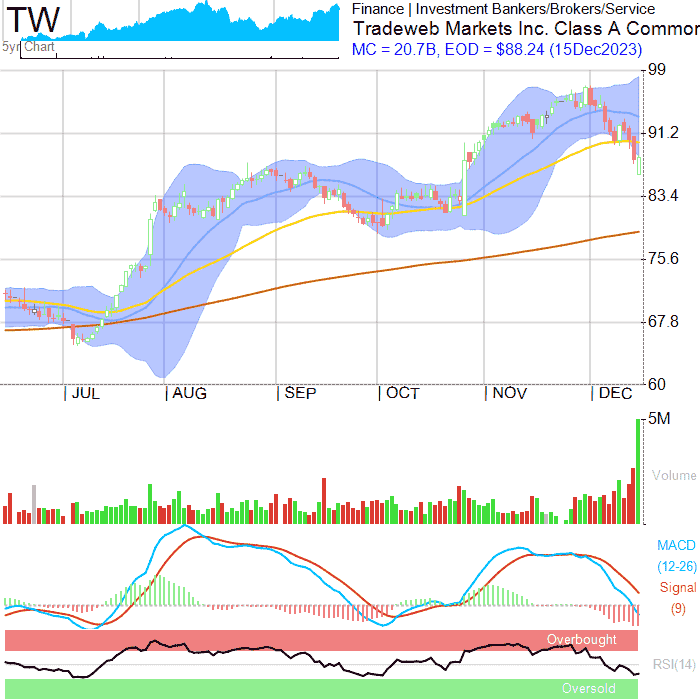 TW
Finance | Investment Bankers/Brokers/Service
Tradeweb Markets Inc. Class A Common
MC = 20.7B, EOD = $88.24 (15Dec2023)
5yr Chart
99
91.2
83.4
75.6
67.8
60
JUL AUG SEP OCT NOV DEC
5M
Volume
MACD
(12-26)
Signal
(9)
Overbought
RSI(14)
Oversold